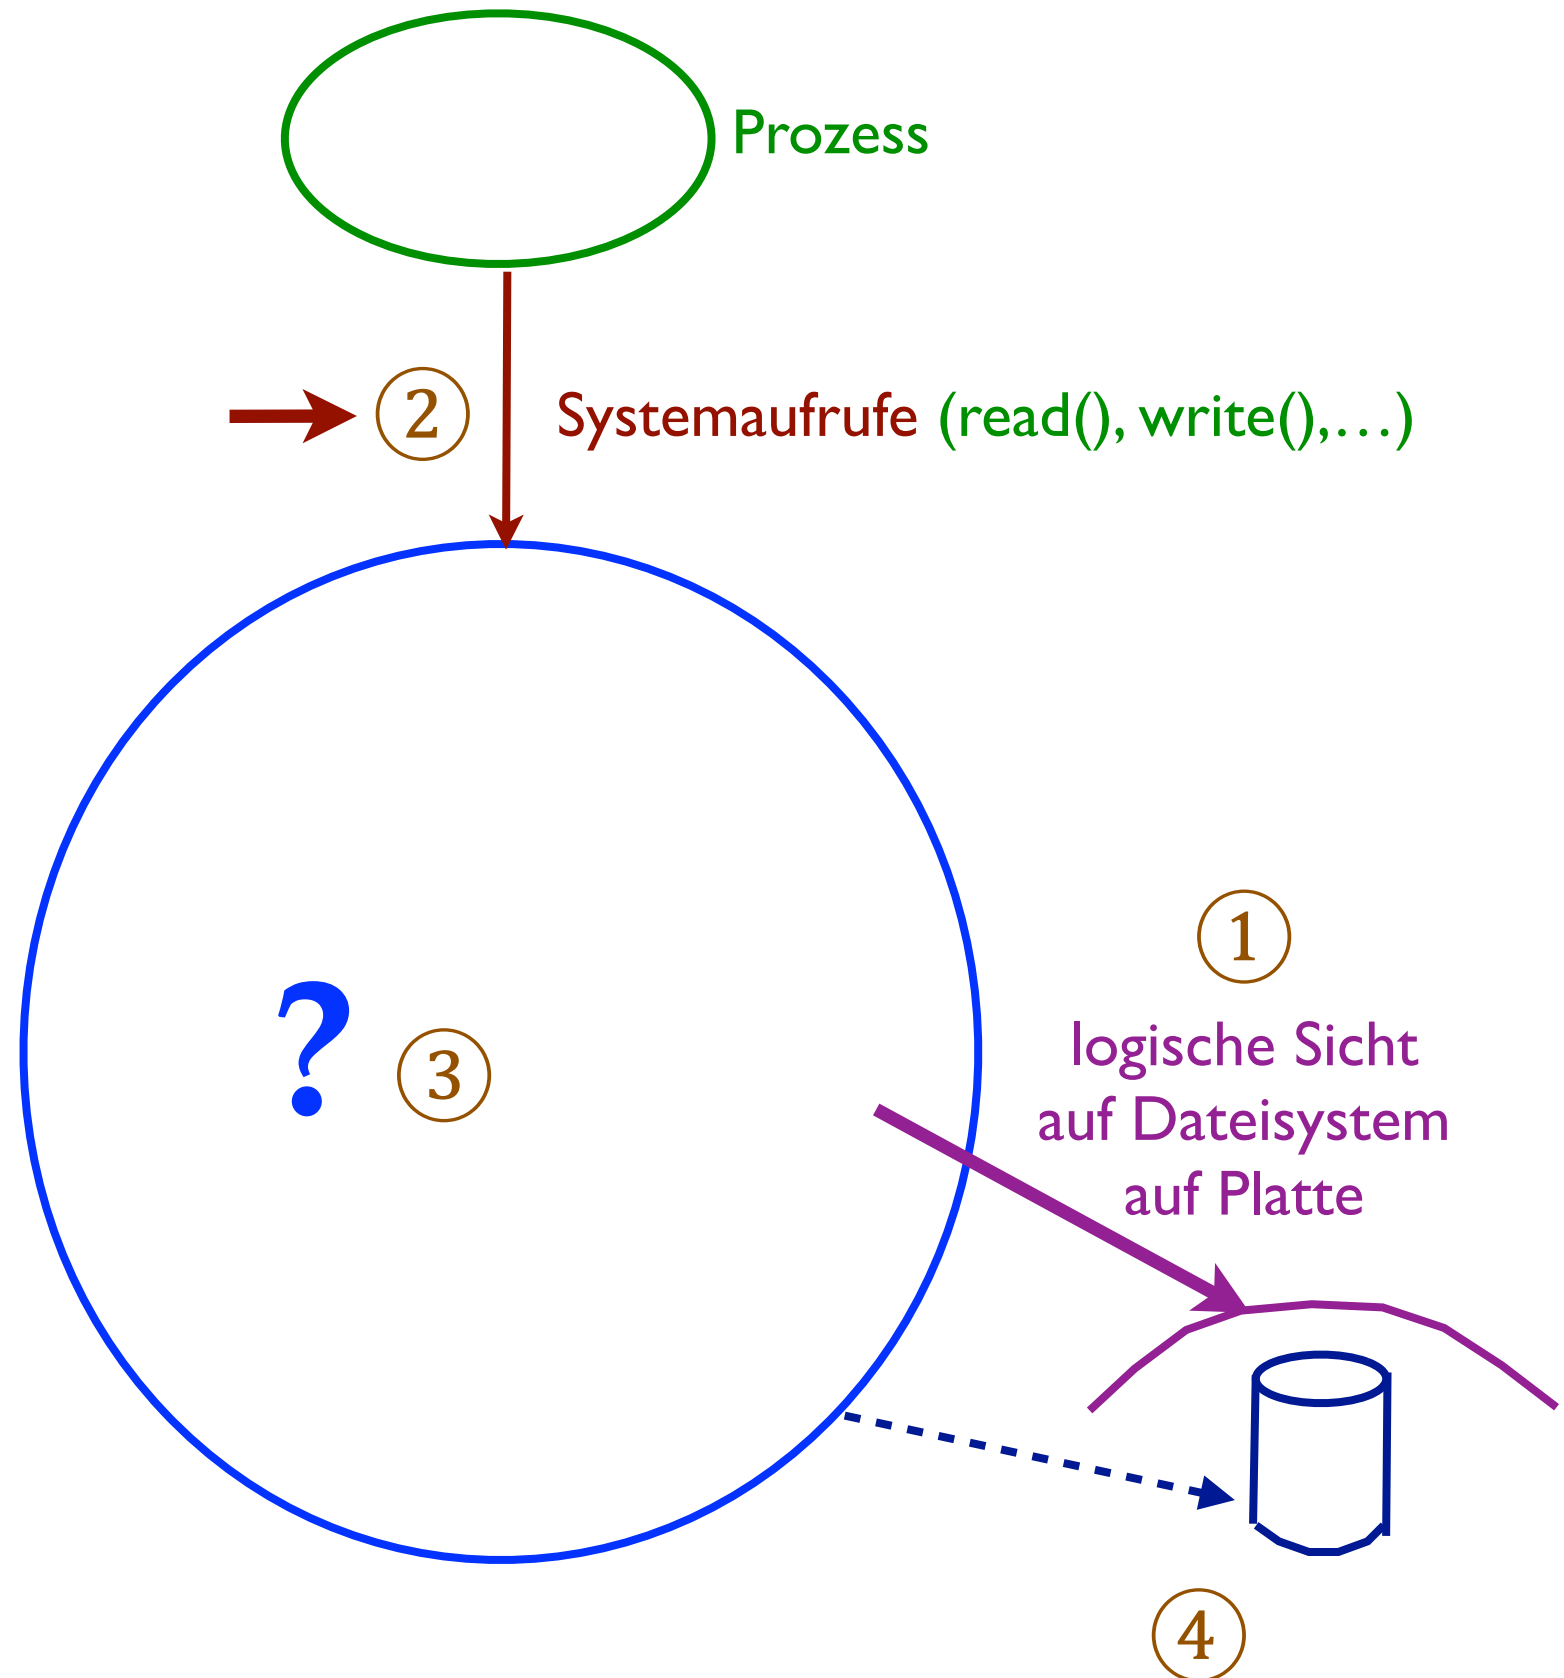 Prozess
② Systemaufrufe (read(), write(),...)
①
logische Sicht
auf Dateisystem
auf Platte
? ③
④